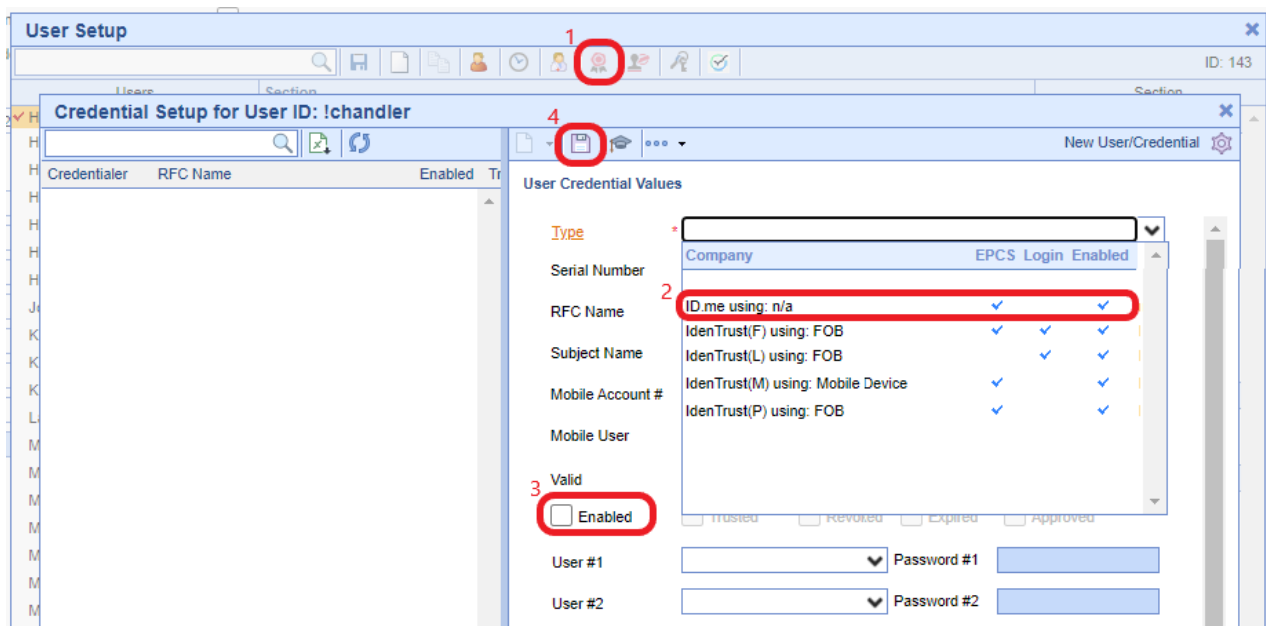 User Setup
1
ID: 143
Users Section Section
Credential Setup for User ID: !chandler
4
New User/Credential
Credentialer RFC Name Enabled Tr
User Credential Values
Type *
Company EPCS Login Enabled
Serial Number
2
RFC Name
ID.me using: n/a
IdenTrust(F) using: FOB
Subject Name
IdenTrust(L) using: FOB
Mobile Account #
IdenTrust(M) using: Mobile Device
IdenTrust(P) using: FOB
Mobile User
Valid
3
Enabled Trusted Revoked Expired Approved
User #1 Password #1
User #2 Password #2
H
H
H
H
H
H
H
K
K
K
M
M
M
M
M
M
M